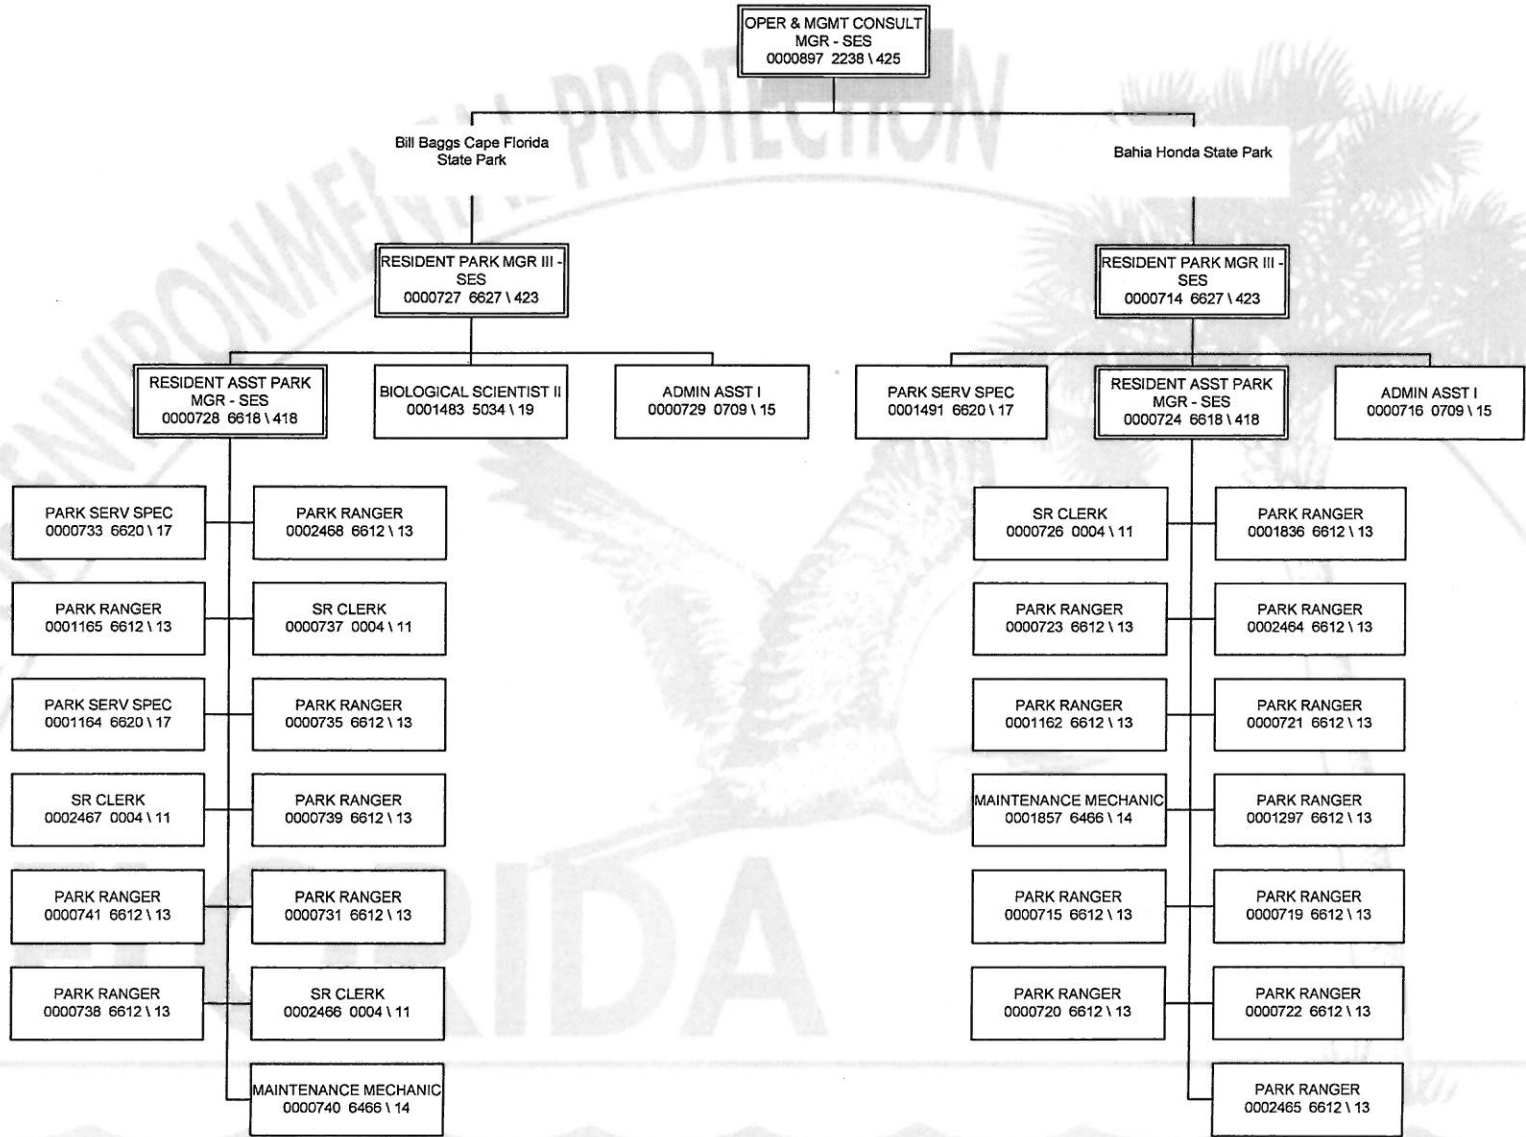 OPER & MGMT CONSULT
MGR - SES
0000897 2238 \ 425
Bill Baggs Cape Florida
State Park
Bahia Honda State Park
RESIDENT PARK MGR III -
SES
0000727 6627 \ 423
RESIDENT PARK MGR III -
SES
0000714 6627 \ 423
RESIDENT ASST PARK
MGR - SES
0000728 6618 \ 418
BIOLOGICAL SCIENTIST II
0001483 5034 \ 19
ADMIN ASST I
0000729 0709 \ 15
PARK SERV SPEC
0001491 6620 \ 17
RESIDENT ASST PARK
MGR - SES
0000724 6618 \ 418
ADMIN ASST I
0000716 0709 \ 15
PARK SERV SPEC
0000733 6620 \ 17
PARK RANGER
0002468 6612 \ 13
PARK RANGER
0001165 6612 \ 13
SR CLERK
0000737 0004 \ 11
PARK SERV SPEC
0001164 6620 \ 17
PARK RANGER
0000735 6612 \ 13
SR CLERK
0002467 0004 \ 11
PARK RANGER
0000739 6612 \ 13
PARK RANGER
0000741 6612 \ 13
PARK RANGER
0000731 6612 \ 13
PARK RANGER
0000738 6612 \ 13
SR CLERK
0002466 0004 \ 11
MAINTENANCE MECHANIC
0000740 6466 \ 14
SR CLERK
0000726 0004 \ 11
PARK RANGER
0001836 6612 \ 13
PARK RANGER
0000723 6612 \ 13
PARK RANGER
0002464 6612 \ 13
PARK RANGER
0001162 6612 \ 13
PARK RANGER
0000721 6612 \ 13
MAINTENANCE MECHANIC
0001857 6466 \ 14
PARK RANGER
0001297 6612 \ 13
PARK RANGER
0000715 6612 \ 13
PARK RANGER
0000719 6612 \ 13
PARK RANGER
0000720 6612 \ 13
PARK RANGER
0000722 6612 \ 13
PARK RANGER
0002465 6612 \ 13
ENVIRONMENTAL PROTECTION
FLORIDA